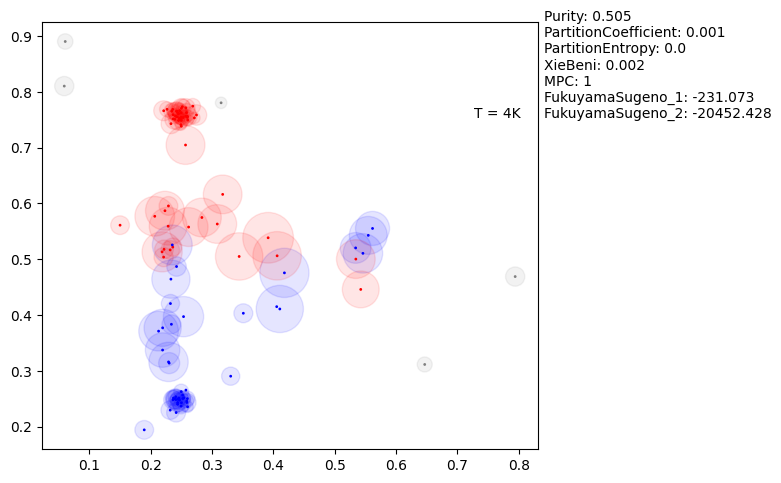 Purity: 0.505
PartitionCoefficient: 0.001
PartitionEntropy: 0.0
XieBeni: 0.002
MPC: 1
FukuyamaSugeno_1: -231.073
FukuyamaSugeno_2: -20452.428
T = 4K
0.9
0.8
0.7
0.6
0.5
0.4
0.3
0.2
0.1 0.2 0.3 0.4 0.5 0.6 0.7 0.8